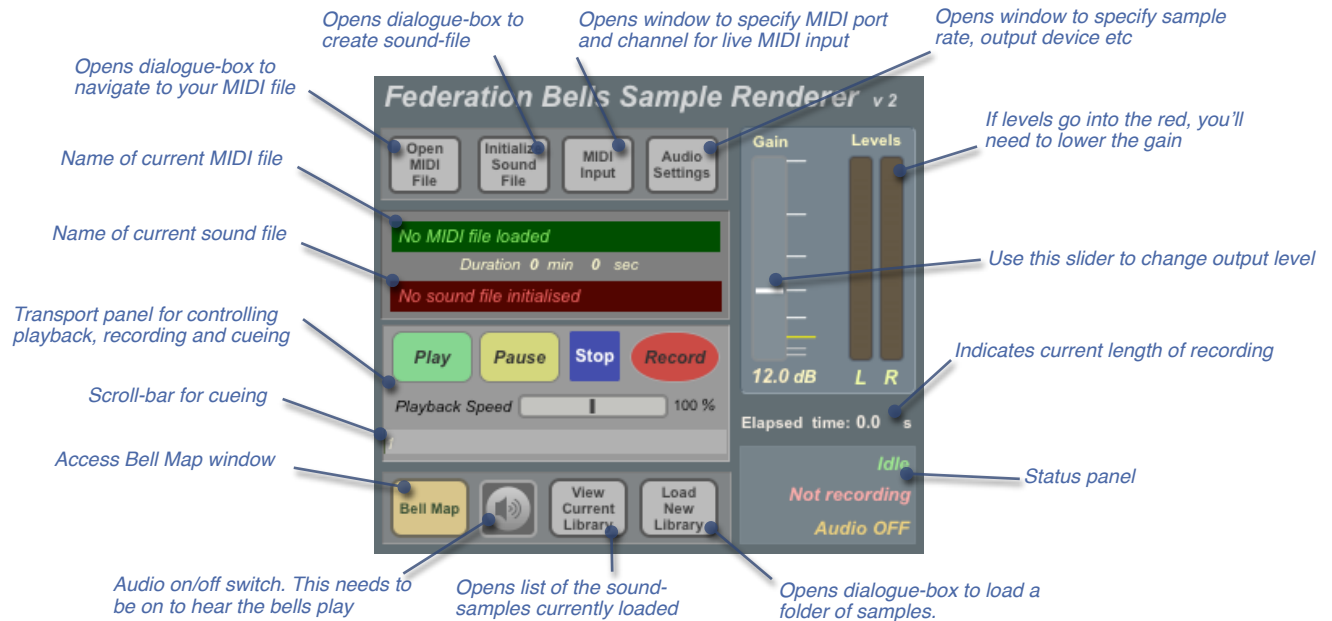 Opens dialogue-box to
create sound-file
Opens window to specify MIDI port
and channel for live MIDI input
Opens window to specify sample
rate, output device etc
Opens dialogue-box to
navigate to your MIDI file
Name of current MIDI file
Name of current sound file
Transport panel for controlling
playback, recording and cueing
Scroll-bar for cueing
Access Bell Map window
Federation Bells Sample Renderer v 2
Open
MIDI
File
Initialize
Sound
File
MIDI
Input
Audio
Settings
No MIDI file loaded
Duration 0 min 0 sec
No sound file initialised
Play
Pause
Stop
Record
Playback Speed
100 %
Bell Map
View
Current
Library
Load
New
Library
Gain
Levels
12.0 dB
L R
Elapsed time: 0.0 s
Idle
Not recording
Audio OFF
If levels go into the red, you'll
need to lower the gain
Use this slider to change output level
Indicates current length of recording
Status panel
Audio on/off switch. This needs to
be on to hear the bells play
Opens list of the sound-
samples currently loaded
Opens dialogue-box to load a
folder of samples.